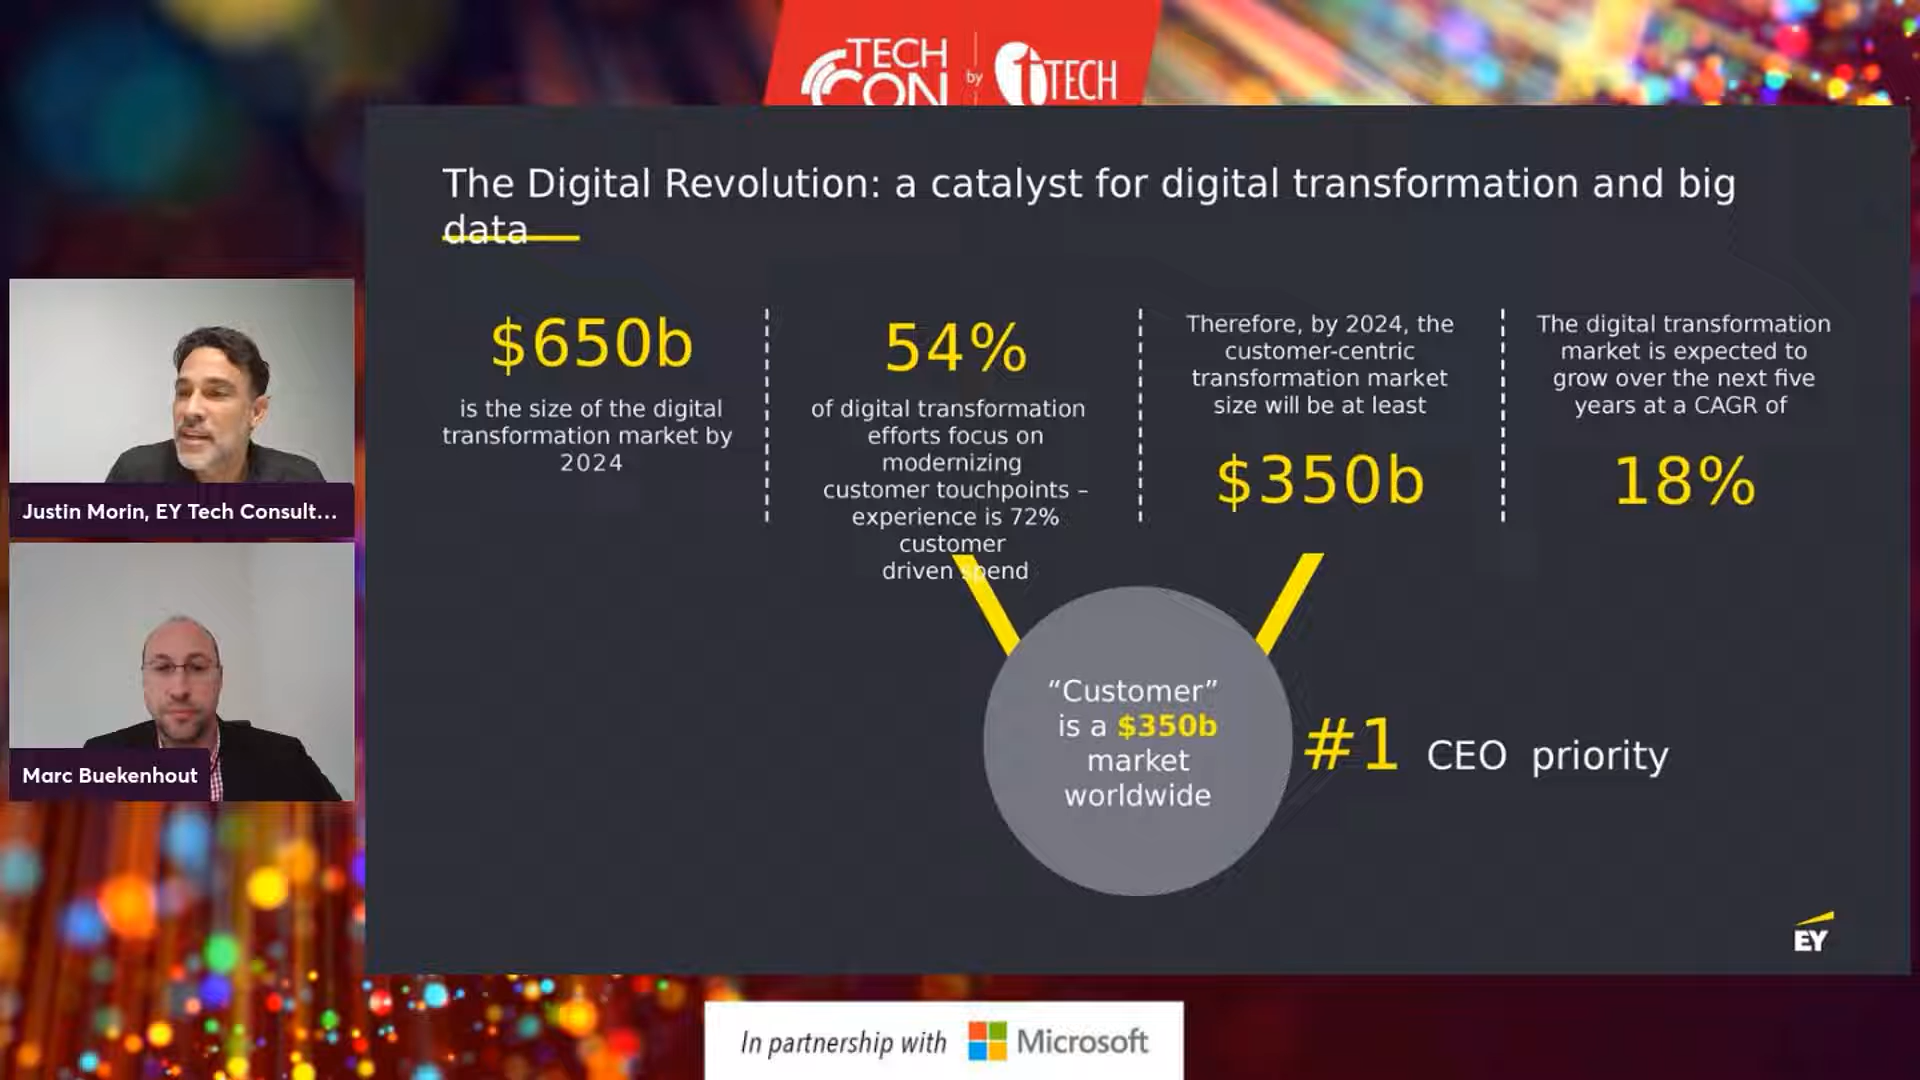 TECH
CON
by
iTECH
The Digital Revolution: a catalyst for digital transformation and big
data
$650b
is the size of the digital
transformation market by
2024
54%
of digital transformation
efforts focus on
modernizing
customer touchpoints –
experience is 72%
customer
driven spend
Therefore, by 2024, the
customer-centric
transformation market
size will be at least
$350b
The digital transformation
market is expected to
grow over the next five
years at a CAGR of
18%
“Customer”
is a $350b
market
worldwide
#1 CEO priority
EY
Justin Morin, EY Tech Consult...
Marc Buekenhout
In partnership with Microsoft